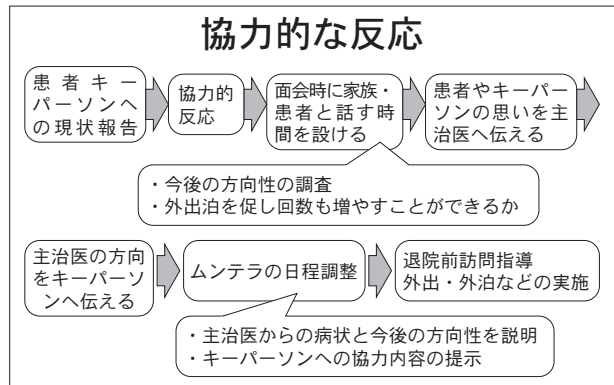 協力的な反応
患者キー
パーソンへ
の現状報告
協力的
反応
面会時に家族・
患者と話す時
間を設ける
患者やキーパー
ソンの思いを主
治医へ伝える
・今後の方向性の調査
・外出泊を促し回数も増やすことができるか
主治医の方向
をキーパーソ
ンへ伝える
ムンテラの日程調整
退院前訪問指導
外出・外泊などの実施
・主治医からの病状と今後の方向性を説明
・キーパーソンへの協力内容の提示